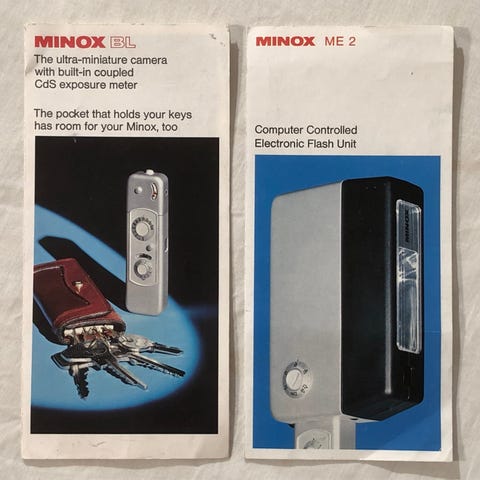 MINOX BL
The ultra-miniature camera
with built-in coupled
CdS exposure meter
The pocket that holds your keys
has room for your Minox, too
MINOX ME 2
Computer Controlled
Electronic Flash Unit
MINOX